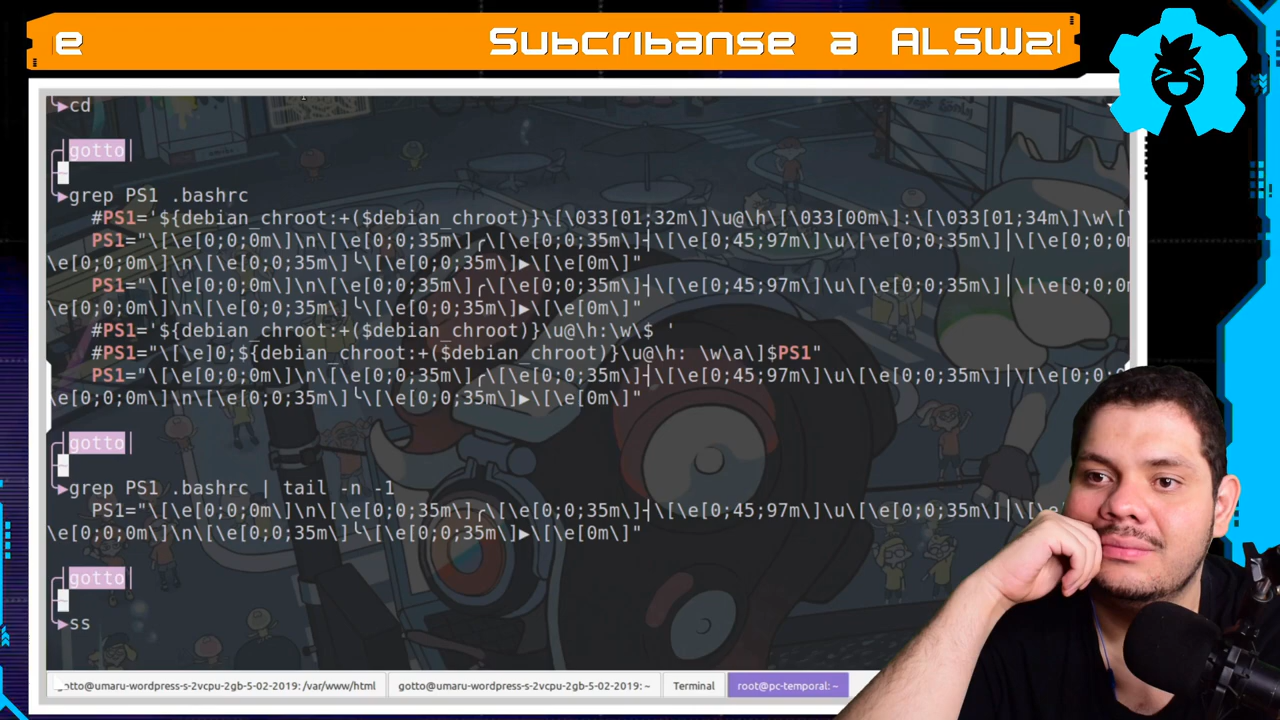 e Subcribanse a ALSW2
╰▶cd
╭┤gotto│
~
╰▶grep PS1 .bashrc
#PS1='${debian_chroot:+($debian_chroot)}\[\033[01;32m\]\u@\h\[\033[00m\]:\[\033[01;34m\]\w\[\
PS1="\[\e[0;0;0m\]\n\[\e[0;0;35m\]╭\[\e[0;0;35m\]┤\[\e[0;45;97m\]\u\[\e[0;0;35m\]│\[\e[0;0;0m
\e[0;0;0m\]\n\[\e[0;0;35m\]╰\[\e[0;0;35m\]▶\[\e[0m\]"
PS1="\[\e[0;0;0m\]\n\[\e[0;0;35m\]╭\[\e[0;0;35m\]┤\[\e[0;45;97m\]\u\[\e[0;0;35m\]│\[\e[0;0;0m
\e[0;0;0m\]\n\[\e[0;0;35m\]╰\[\e[0;0;35m\]▶\[\e[0m\]"
#PS1='${debian_chroot:+($debian_chroot)}\u@\h:\w\$ '
#PS1="\[\e]0;${debian_chroot:+($debian_chroot)}\u@\h: \w\a\]$PS1"
PS1="\[\e[0;0;0m\]\n\[\e[0;0;35m\]╭\[\e[0;0;35m\]┤\[\e[0;45;97m\]\u\[\e[0;0;35m\]│\[\e[0;0;0
\e[0;0;0m\]\n\[\e[0;0;35m\]╰\[\e[0;0;35m\]▶\[\e[0m\]"
╭┤gotto│
~
╰▶grep PS1 .bashrc | tail -n -1
PS1="\[\e[0;0;0m\]\n\[\e[0;0;35m\]╭\[\e[0;0;35m\]┤\[\e[0;45;97m\]\u\[\e[0;0;35m\]│\[\e
\e[0;0;0m\]\n\[\e[0;0;35m\]╰\[\e[0;0;35m\]▶\[\e[0m\]"
╭┤gotto│
~
╰▶ss
gotto@umaru-wordpress-s-2vcpu-2gb-5-02-2019: /var/www/html gotto@umaru-wordpress-s-2vcpu-2gb-5-02-2019: ~ Terminal root@pc-temporal: ~